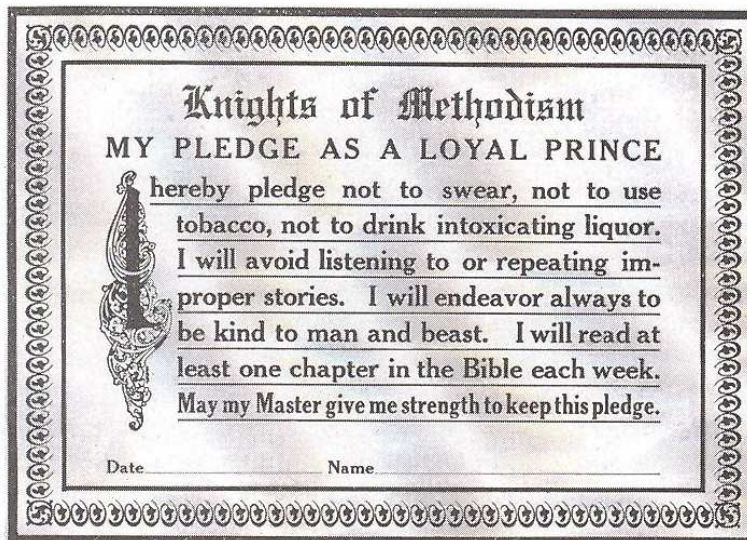 Knights of Methodism
MY PLEDGE AS A LOYAL PRINCE
I hereby pledge not to swear, not to use
tobacco, not to drink intoxicating liquor.
I will avoid listening to or repeating im-
proper stories. I will endeavor always to
be kind to man and beast. I will read at
least one chapter in the Bible each week.
May my Master give me strength to keep this pledge.
Date Name